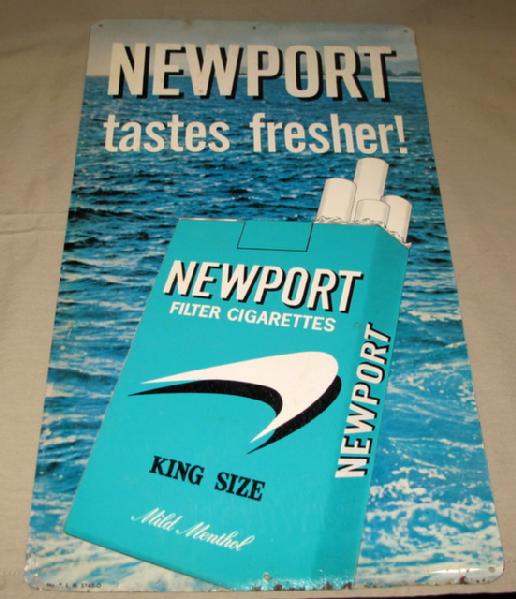 NEWPORT
tastes fresher!
NEWPORT
FILTER CIGARETTES
NEWPORT
KING SIZE
Mild Menthol